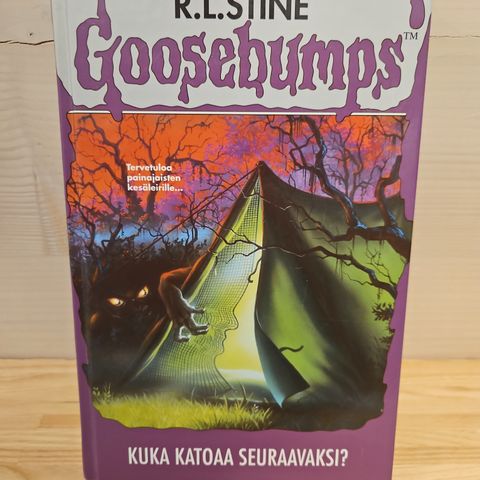 R.L.STINE
Goosebumps™
Tervetuloa
painajaisten
kesäleirille...
KUKA KATOAA SEURAAVAKSI?